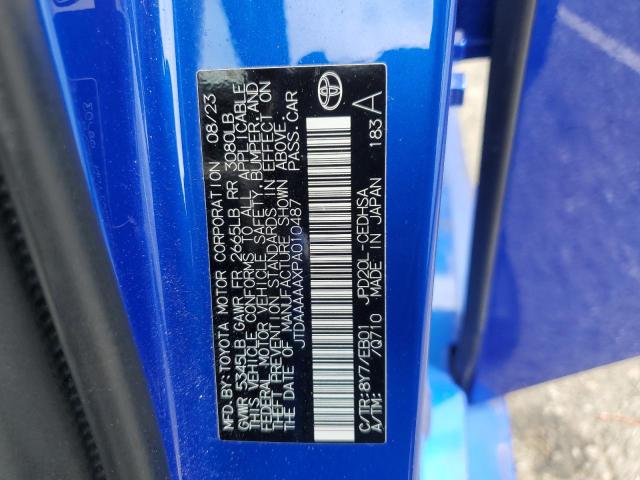 MFD.BY:TOYOTA MOTOR CORPORATION 08/23
GVWR 5345LB GAWR FR 2665LB RR 3080LB
THIS VEHICLE CONFORMS TO ALL APPLICABLE
FEDERAL MOTOR VEHICLE SAFETY, BUMPER, AND
THEFT PREVENTION STANDARDS IN EFFECT ON
THE DATE OF MANUFACTURE SHOWN ABOVE.
JTDAAAAAXPA010487 PASS.CAR
C/TR:8Y7/EB01 JPD20L-CEDHSA
A/TM: /Q710 MADE IN JAPAN 183 A